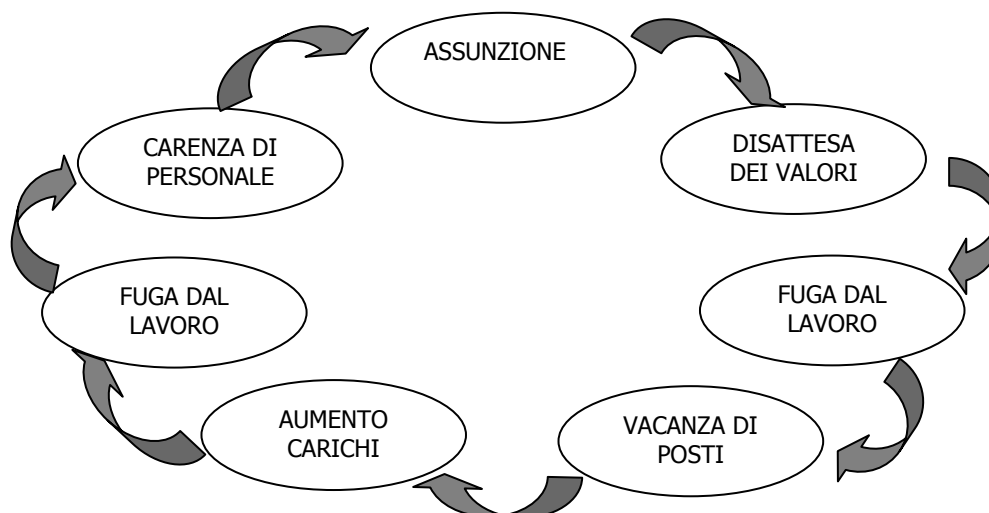 ASSUNZIONE
DISATTESA
DEI VALORI
FUGA DAL
LAVORO
VACANZA DI
POSTI
AUMENTO
CARICHI
FUGA DAL
LAVORO
CARENZA DI
PERSONALE